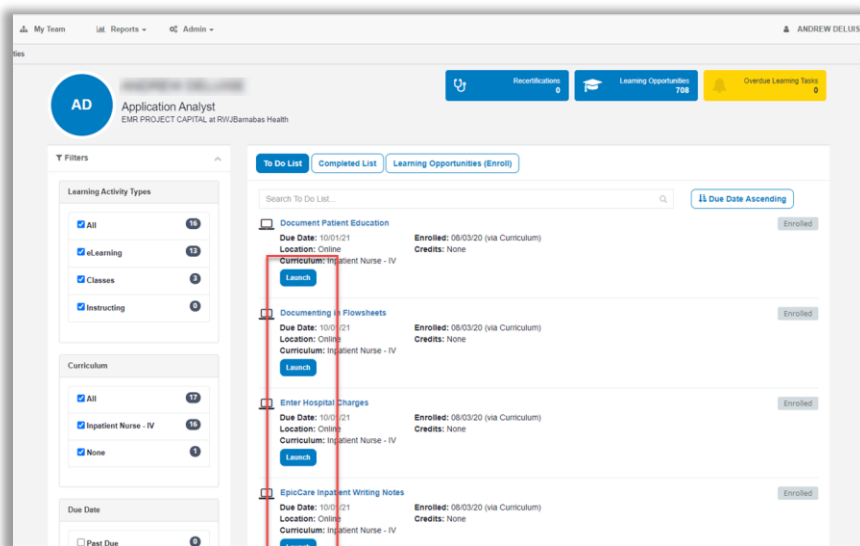 My Team Reports Admin ANDREW DELUIS
ties
AD
Application Analyst
EMR PROJECT CAPITAL at RWJBarnabas Health
Recertifications
0
Learning Opportunities
708
Overdue Learning Tasks
0
Filters
Learning Activity Types
All 16
eLearning 13
Classes 3
Instructing 0
Curriculum
All 17
Inpatient Nurse - IV 16
None 1
Due Date
Past Due 0
To Do List Completed List Learning Opportunities (Enroll)
Search To Do List... Due Date Ascending
Document Patient Education Enrolled
Due Date: 10/01/21 Enrolled: 08/03/20 (via Curriculum)
Location: Online Credits: None
Curriculum: Inpatient Nurse - IV
Launch
Documenting in Flowsheets Enrolled
Due Date: 10/01/21 Enrolled: 08/03/20 (via Curriculum)
Location: Online Credits: None
Curriculum: Inpatient Nurse - IV
Launch
Enter Hospital Charges Enrolled
Due Date: 10/01/21 Enrolled: 08/03/20 (via Curriculum)
Location: Online Credits: None
Curriculum: Inpatient Nurse - IV
Launch
EpicCare Inpatient Writing Notes Enrolled
Due Date: 10/01/21 Enrolled: 08/03/20 (via Curriculum)
Location: Online Credits: None
Curriculum: Inpatient Nurse - IV
Launch